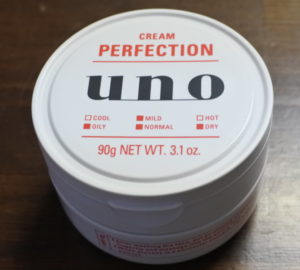 CREAM
PERFECTION
uno
COOL MILD HOT
OILY NORMAL DRY
90g NET WT. 3.1 oz.